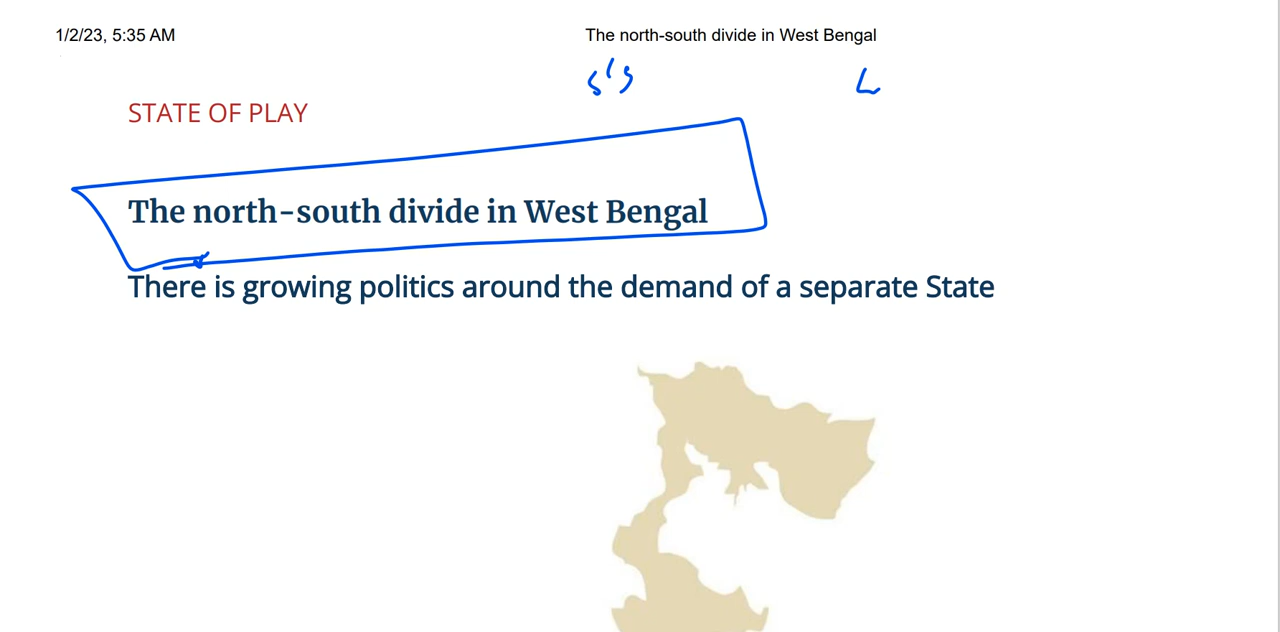 1/2/23, 5:35 AM The north-south divide in West Bengal
STATE OF PLAY
The north-south divide in West Bengal
There is growing politics around the demand of a separate State